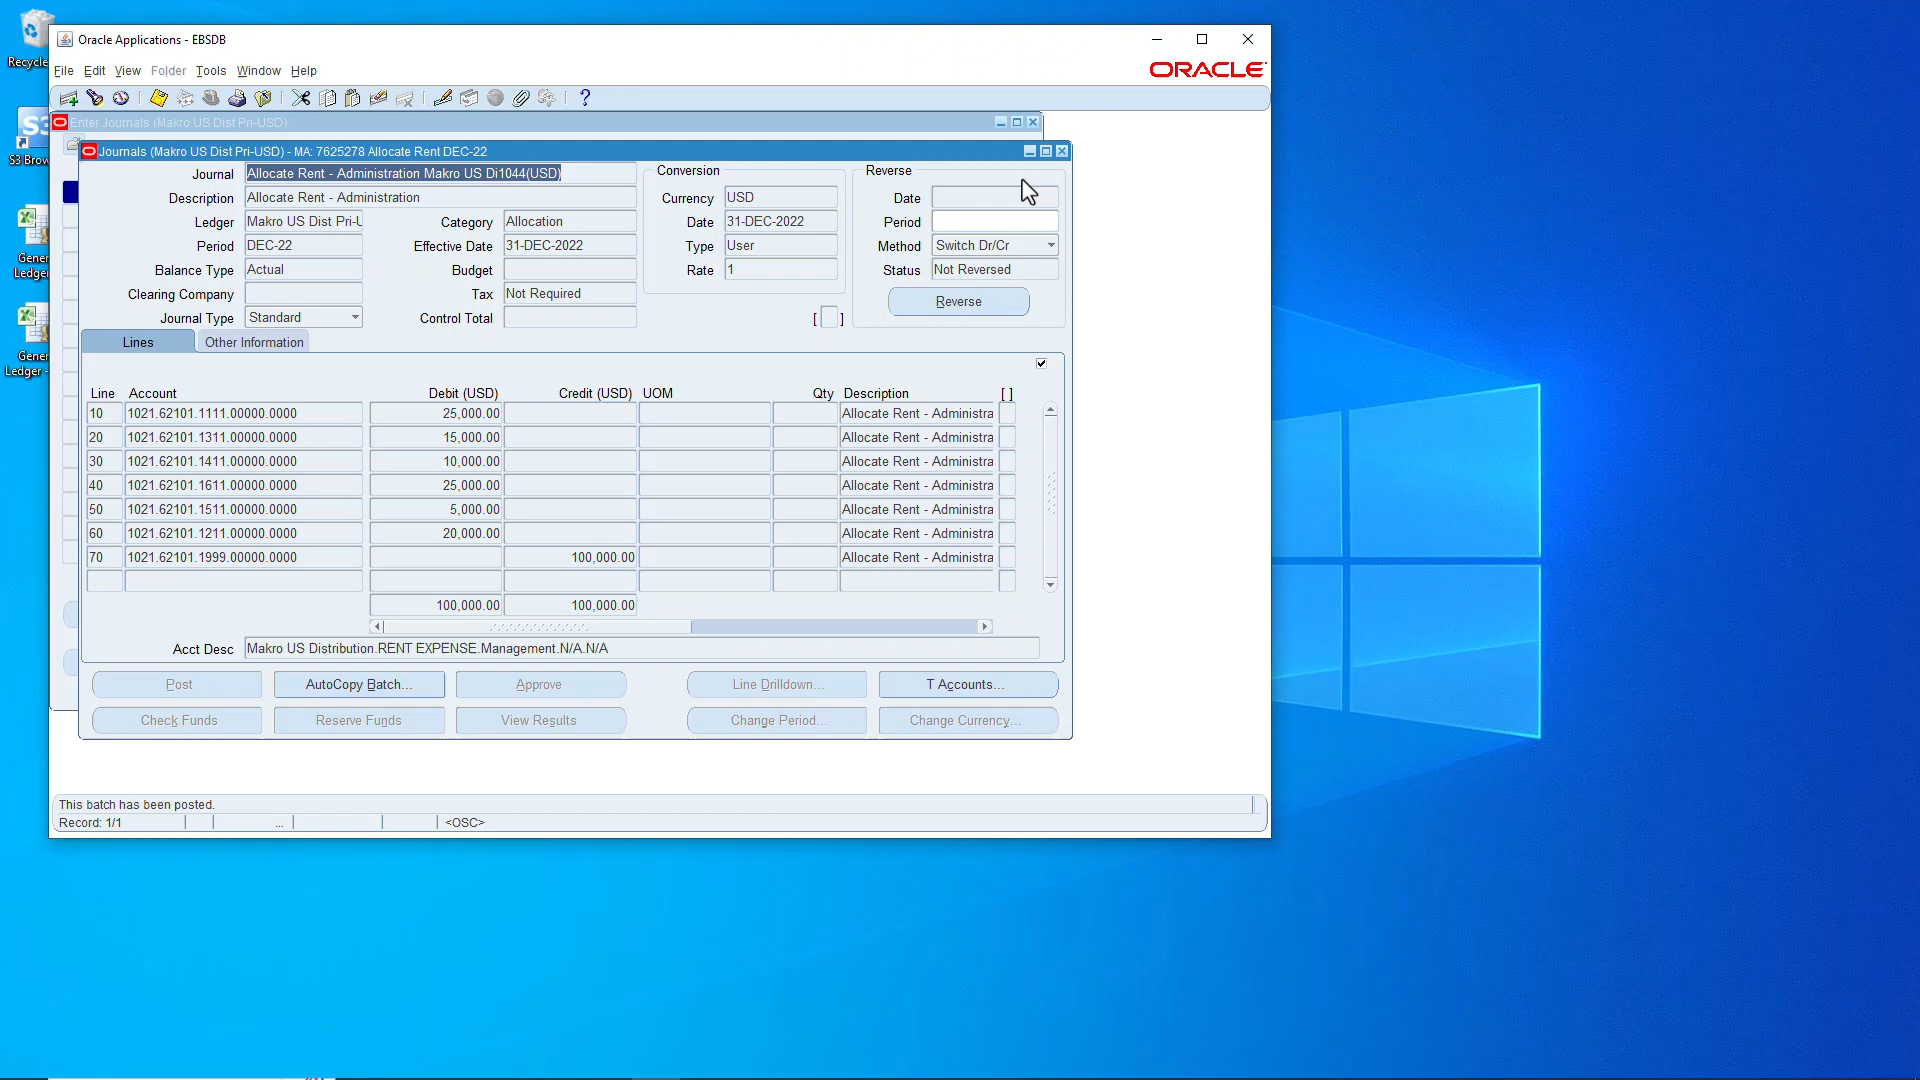 Recycle
S3 Brow
Gener
Ledger
Gener
Ledger -
Oracle Applications - EBSDB
File Edit View Folder Tools Window Help
ORACLE
Enter Journals (Makro US Dist Pri-USD)
Journals (Makro US Dist Pri-USD) - MA: 7625278 Allocate Rent DEC-22
Journal Allocate Rent - Administration Makro US Di1044(USD)
Description Allocate Rent - Administration
Ledger Makro US Dist Pri-U Category Allocation
Period DEC-22 Effective Date 31-DEC-2022
Balance Type Actual Budget
Clearing Company Tax Not Required
Journal Type Standard Control Total
Conversion
Currency USD
Date 31-DEC-2022
Type User
Rate 1
[ ]
Reverse
Date
Period
Method Switch Dr/Cr
Status Not Reversed
Reverse
Lines Other Information
Line Account Debit (USD) Credit (USD) UOM Qty Description [ ]
10 1021.62101.1111.00000.0000 25,000.00 Allocate Rent - Administra
20 1021.62101.1311.00000.0000 15,000.00 Allocate Rent - Administra
30 1021.62101.1411.00000.0000 10,000.00 Allocate Rent - Administra
40 1021.62101.1611.00000.0000 25,000.00 Allocate Rent - Administra
50 1021.62101.1511.00000.0000 5,000.00 Allocate Rent - Administra
60 1021.62101.1211.00000.0000 20,000.00 Allocate Rent - Administra
70 1021.62101.1999.00000.0000 100,000.00 Allocate Rent - Administra
100,000.00 100,000.00
Acct Desc Makro US Distribution.RENT EXPENSE.Management.N/A.N/A
Post AutoCopy Batch... Approve Line Drilldown... T Accounts...
Check Funds Reserve Funds View Results Change Period... Change Currency...
This batch has been posted.
Record: 1/1 ... <OSC>